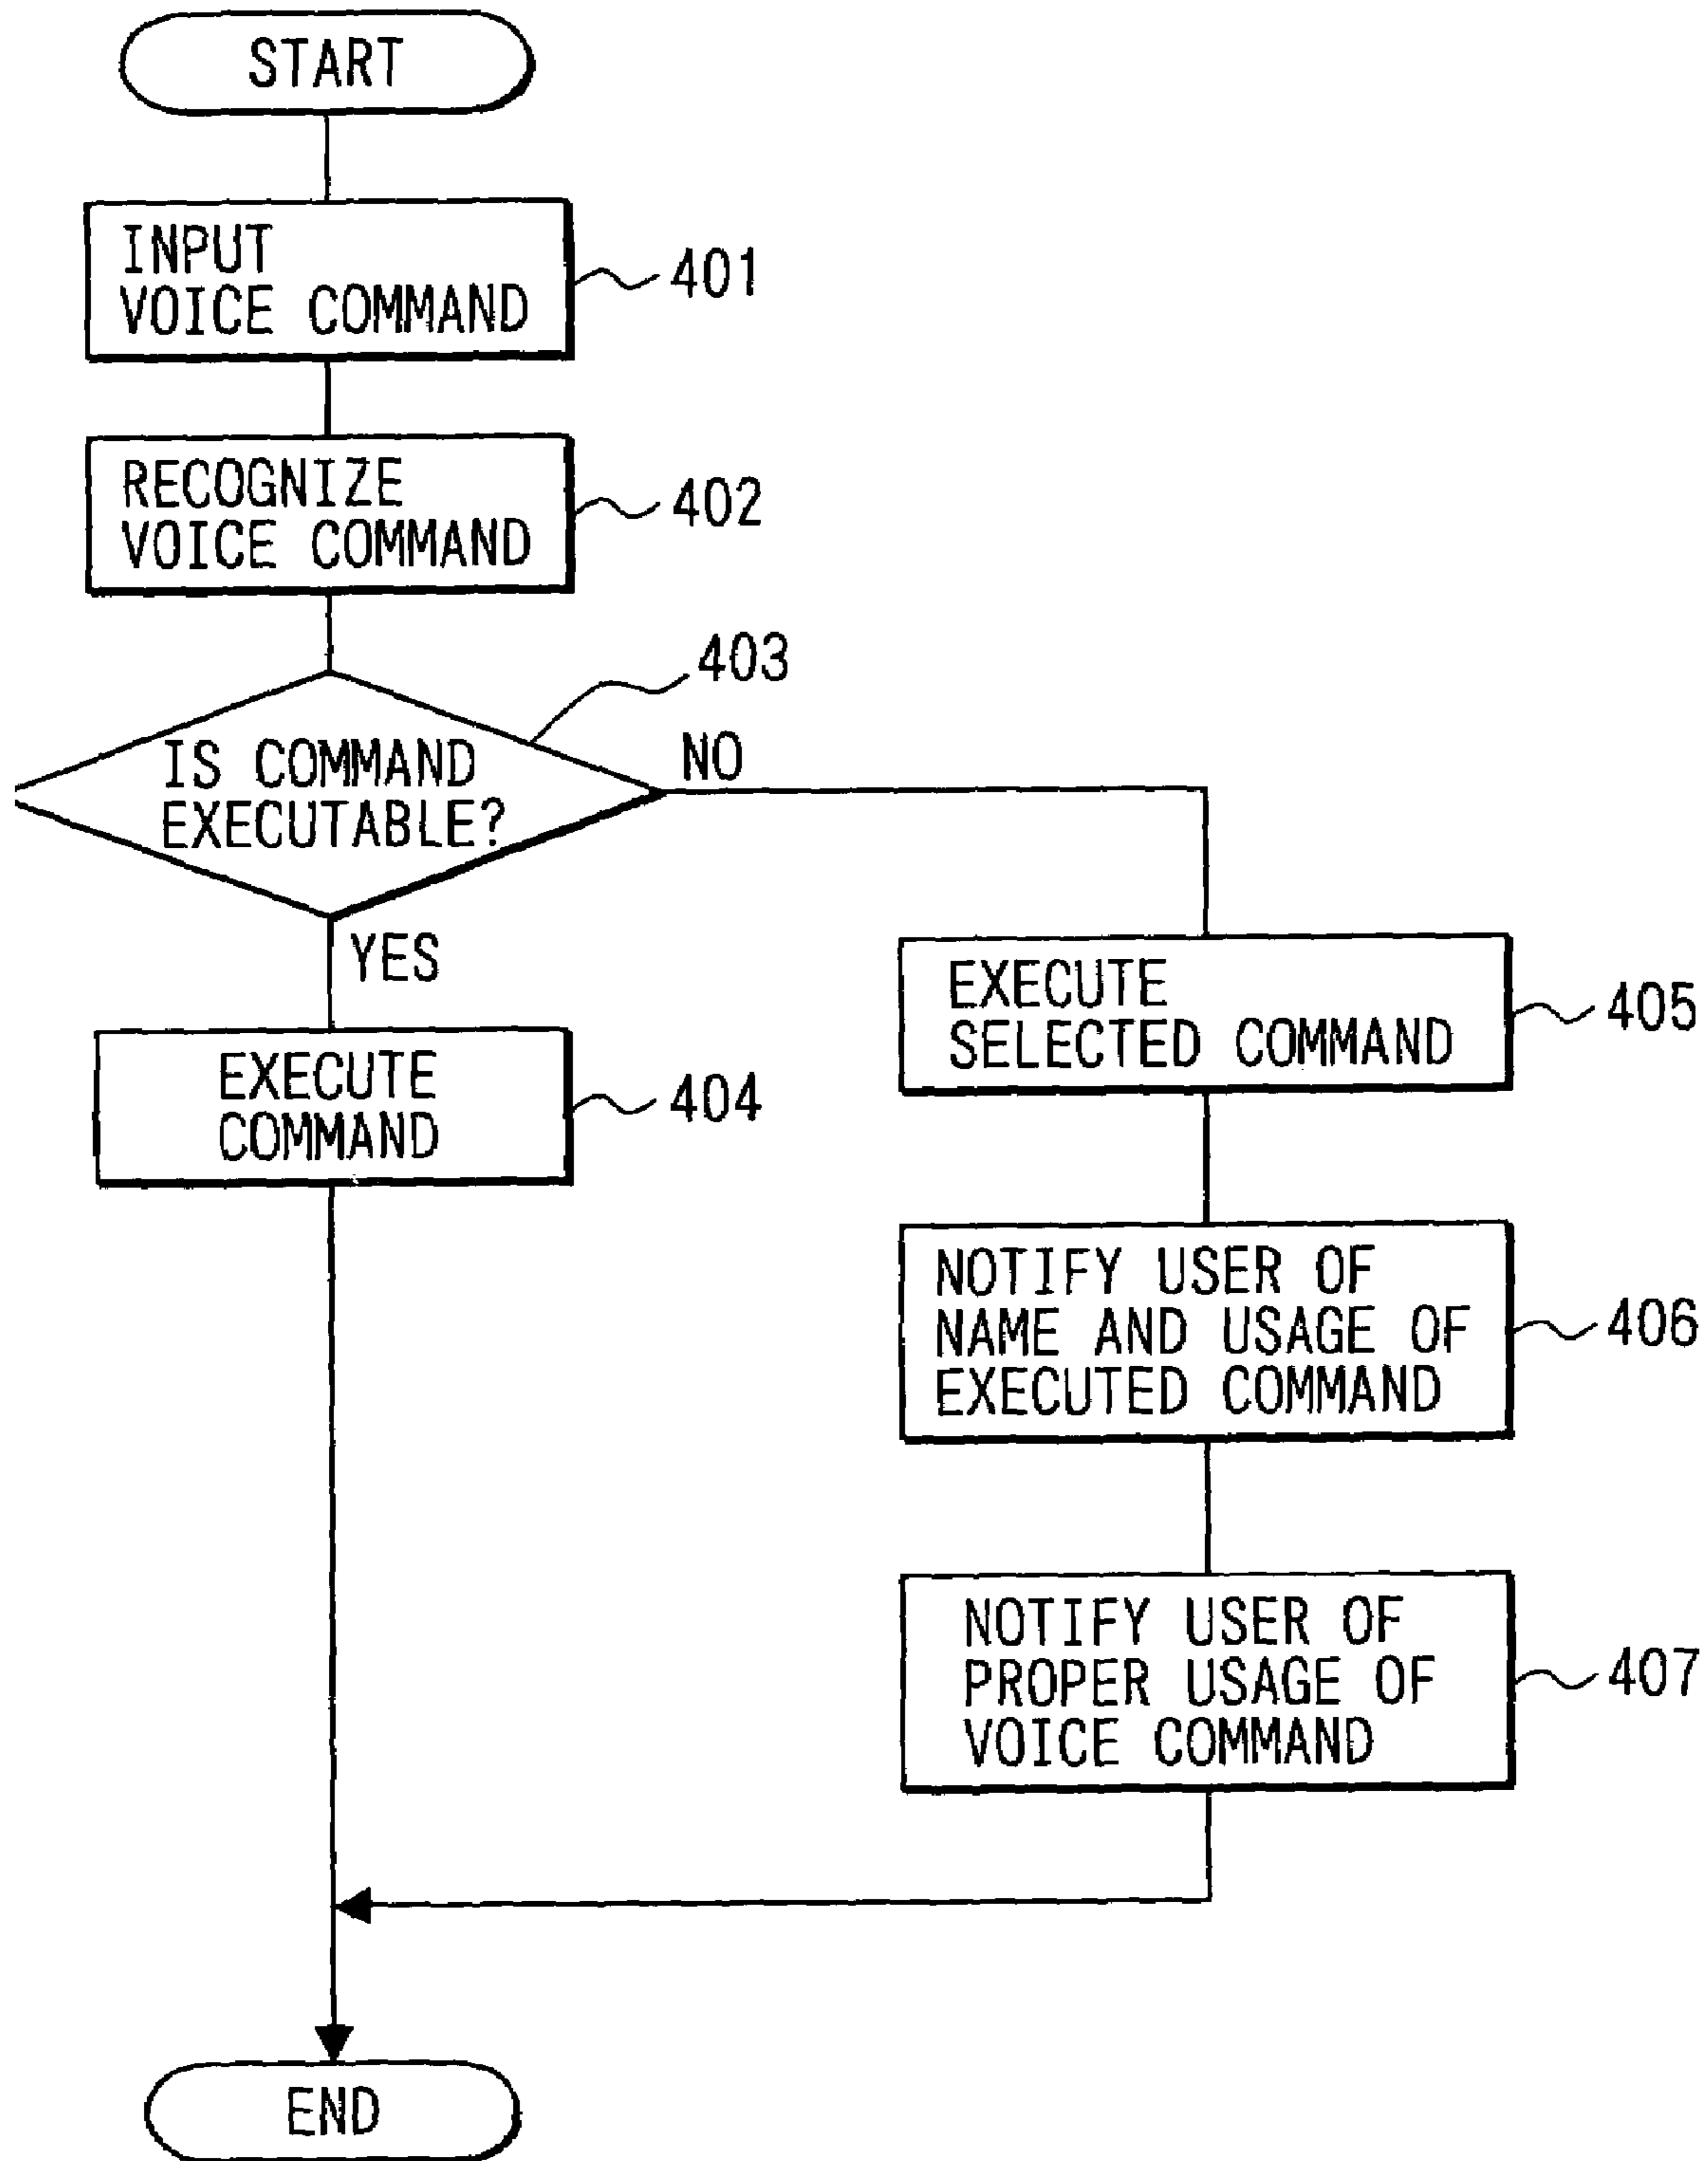 START
INPUT
VOICE COMMAND
401
RECOGNIZE
VOICE COMMAND
402
403
IS COMMAND
EXECUTABLE?
NO
YES
EXECUTE
COMMAND
404
EXECUTE
SELECTED COMMAND
405
NOTIFY USER OF
NAME AND USAGE OF
EXECUTED COMMAND
406
NOTIFY USER OF
PROPER USAGE OF
VOICE COMMAND
407
END